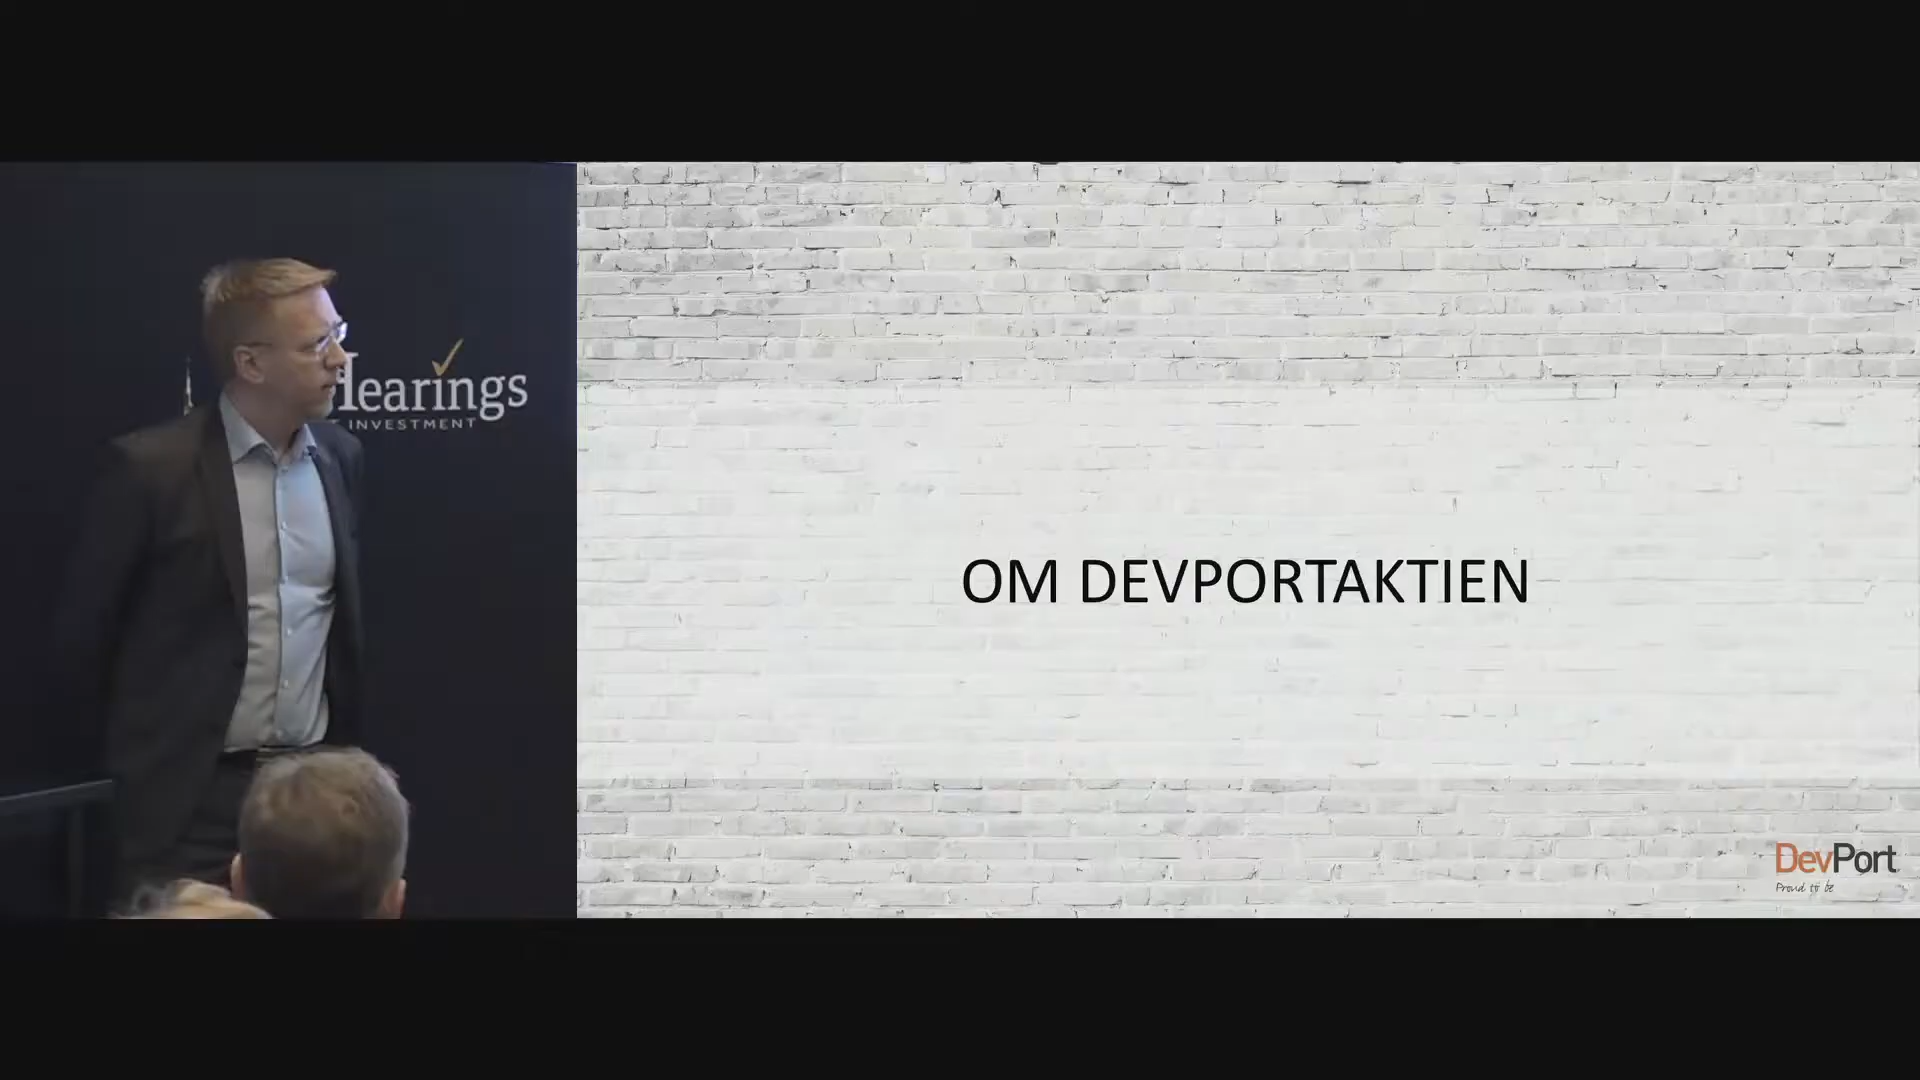 Hearings
T INVESTMENT
OM DEVPORTAKTIEN
DevPort
Proud to be